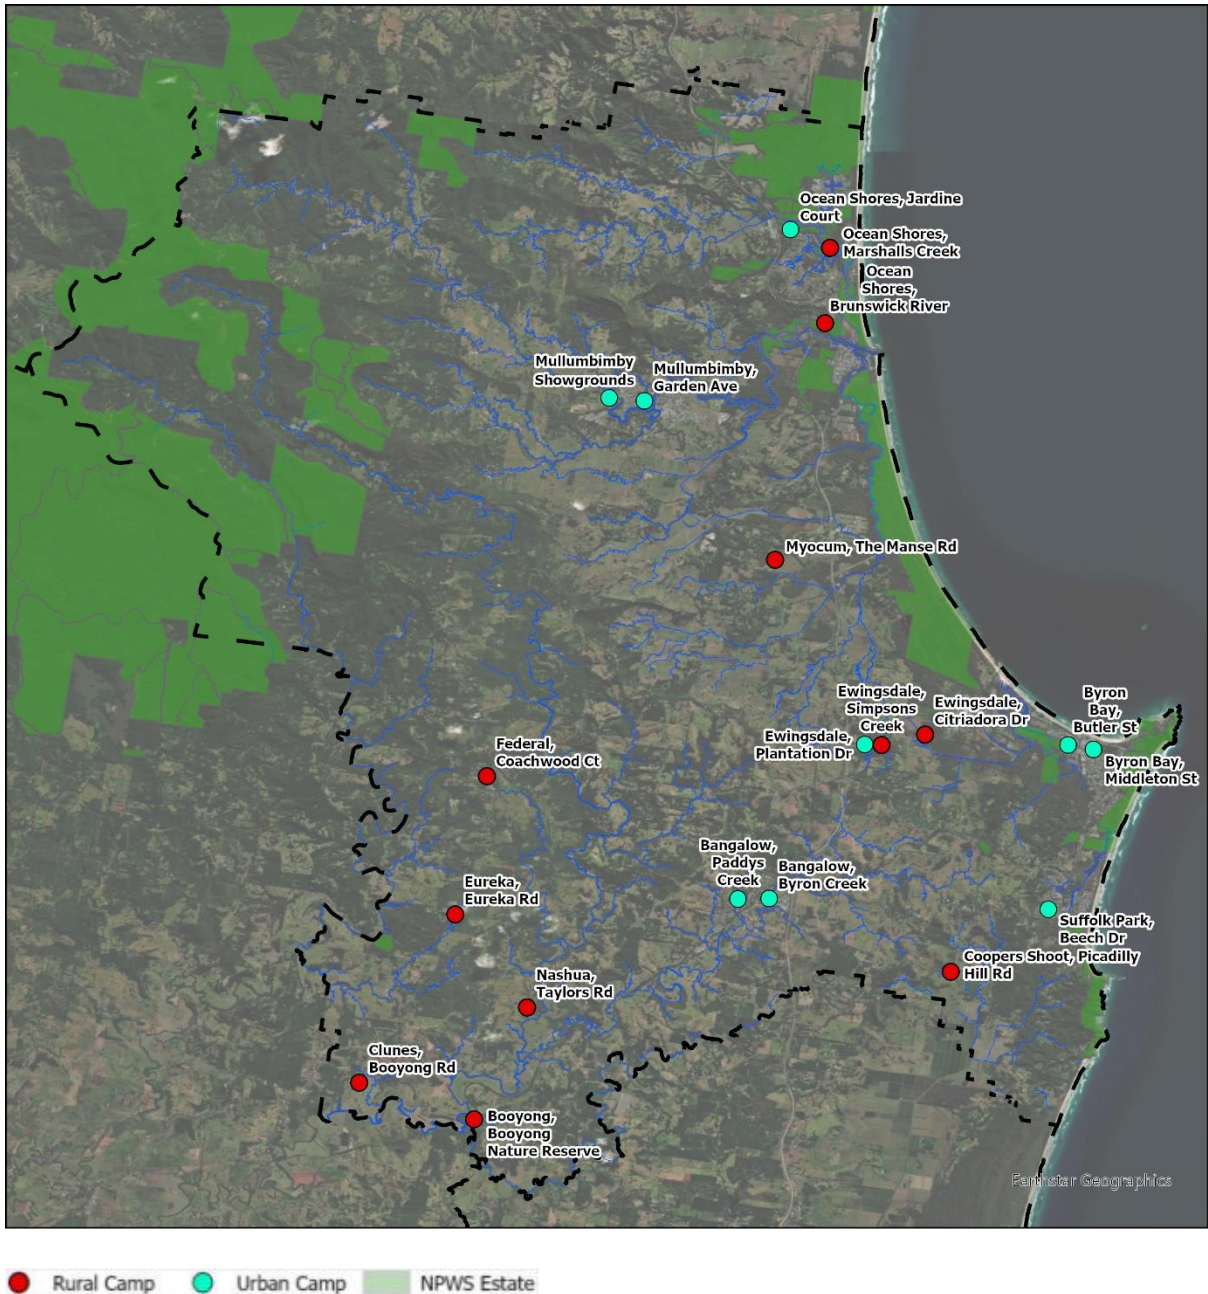 Ocean Shores, Jardine
Court
Ocean Shores,
Marshalls Creek
Ocean
Shores,
Brunswick River
Mullumbimby
Showgrounds
Mullumbimby,
Garden Ave
Myocum, The Manse Rd
Ewingsdale,
Simpsons
Creek
Ewingsdale,
Citriadora Dr
Byron
Bay,
Butler St
Ewingsdale,
Plantation Dr
Byron Bay,
Middleton St
Federal,
Coachwood Ct
Bangalow,
Paddys
Creek
Bangalow,
Byron Creek
Eureka,
Eureka Rd
Suffolk Park,
Beech Dr
Coopers Shoot, Picadilly
Hill Rd
Nashua,
Taylors Rd
Clunes,
Booyong Rd
Booyong,
Booyong
Nature Reserve
Earthstar Geographics
Rural Camp
Urban Camp
NPWS Estate